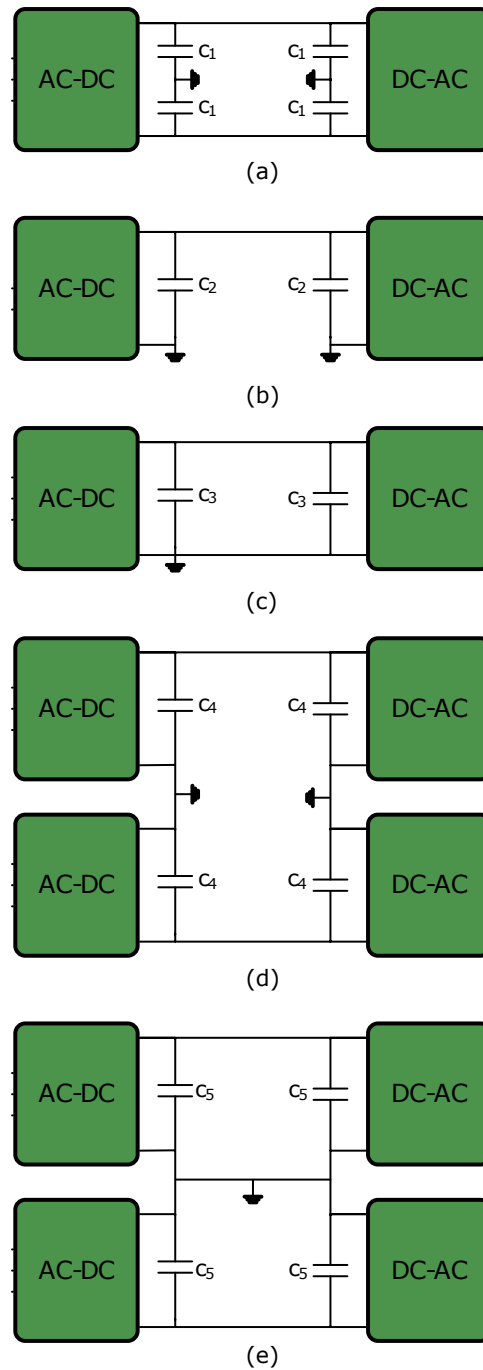 AC-DC C₁ C₁ DC-AC
C₁ C₁
(a)
AC-DC C₂ C₂ DC-AC
(b)
AC-DC C₃ C₃ DC-AC
(c)
AC-DC C₄ C₄ DC-AC
AC-DC C₄ C₄ DC-AC
(d)
AC-DC C₅ C₅ DC-AC
AC-DC C₅ C₅ DC-AC
(e)